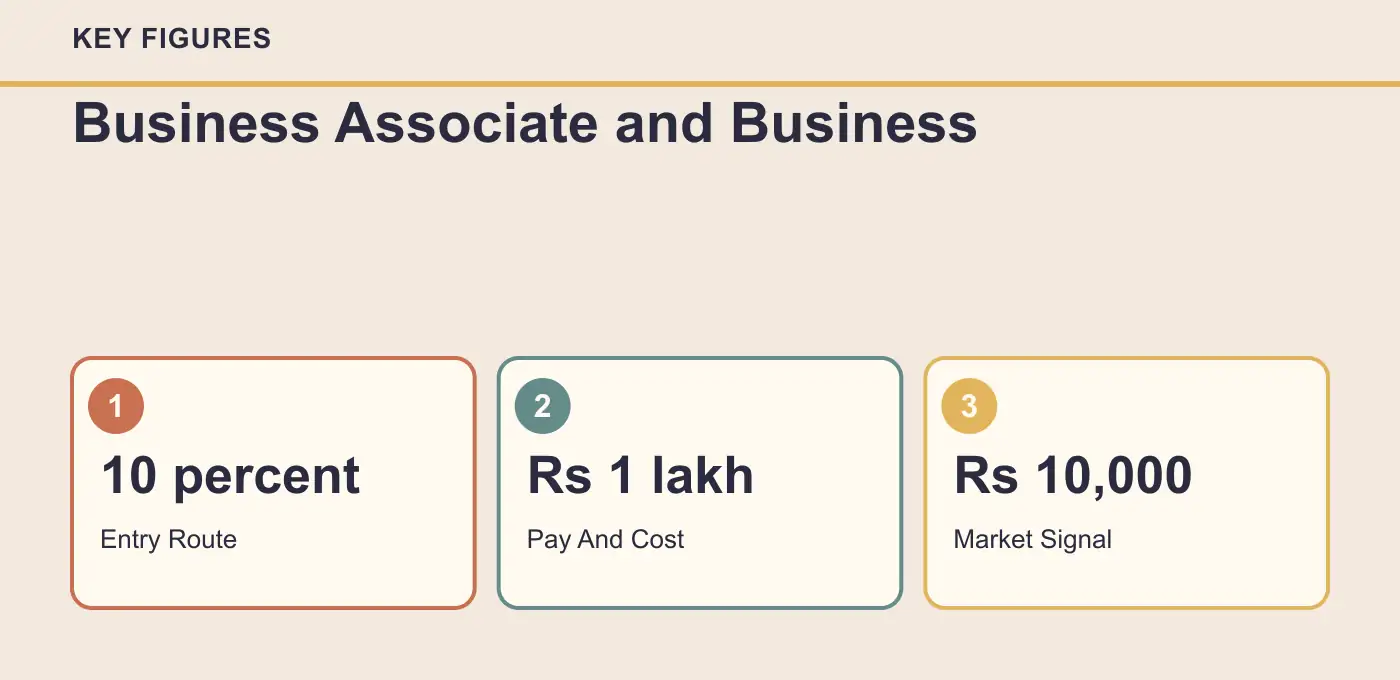 KEY FIGURES
Business Associate and Business
1
10 percent
Entry Route
2
Rs 1 lakh
Pay And Cost
3
Rs 10,000
Market Signal